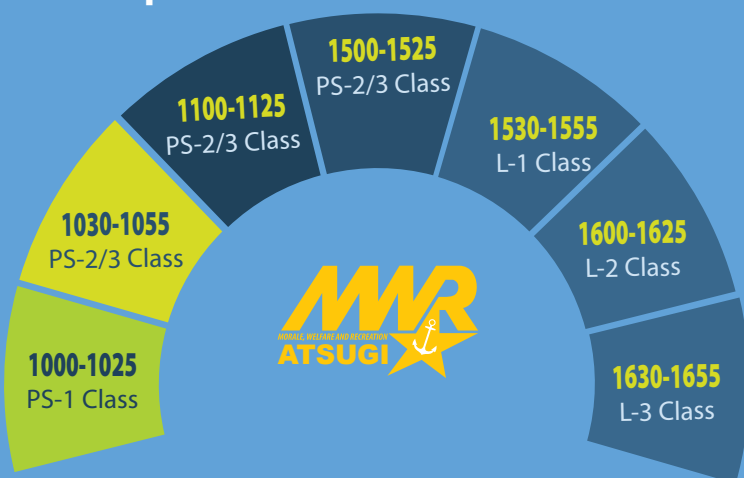 1000-1025
PS-1 Class
1030-1055
PS-2/3 Class
1100-1125
PS-2/3 Class
1500-1525
PS-2/3 Class
1530-1555
L-1 Class
1600-1625
L-2 Class
1630-1655
L-3 Class
MWR
MORALE, WELFARE AND RECREATION
ATSUGI